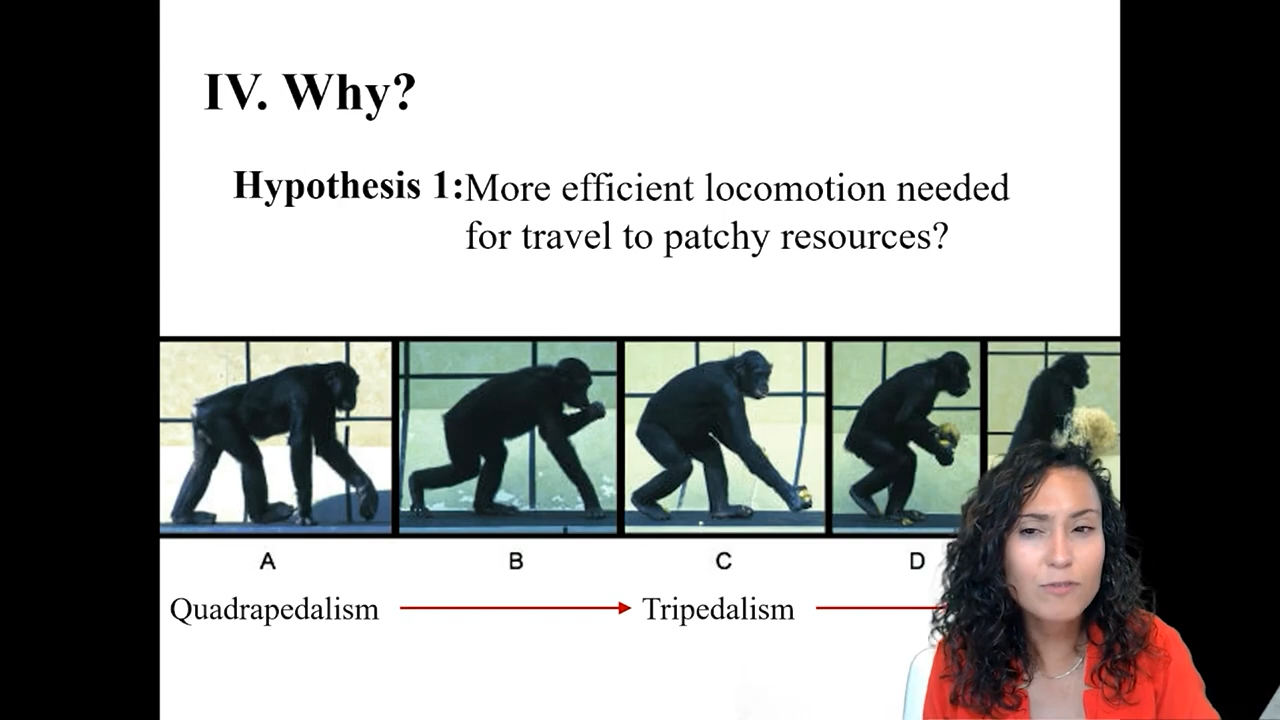 IV. Why?
Hypothesis 1:More efficient locomotion needed
for travel to patchy resources?
A B C D
Quadrapedalism Tripedalism